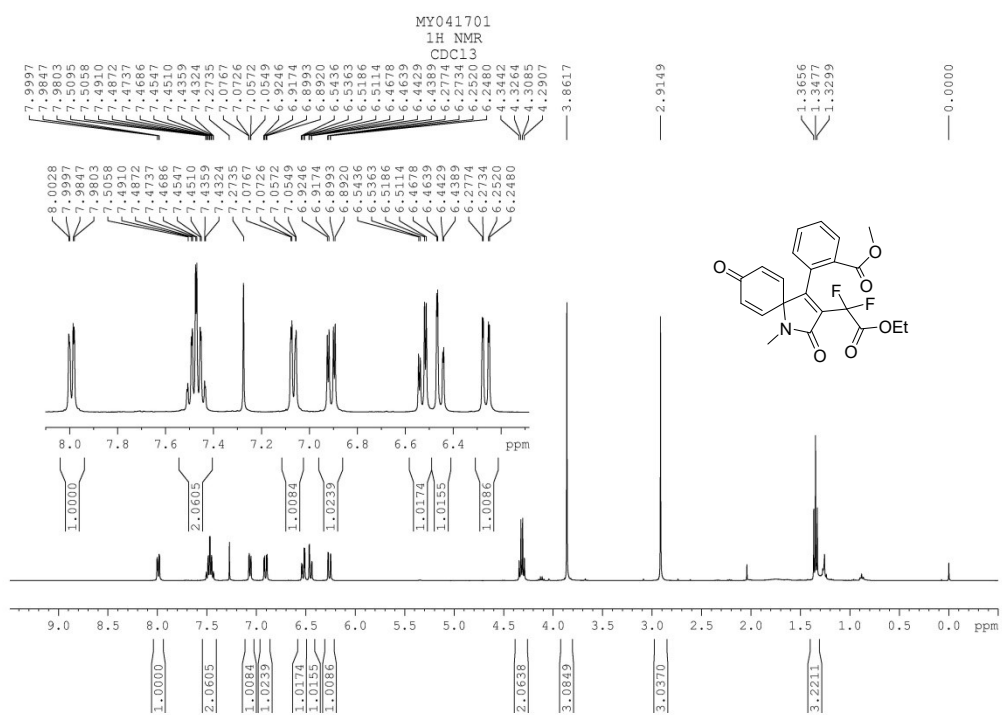 MY041701
1H NMR
CDCl3
7.9997 7.9847 7.9803 7.5095 7.5058 7.4910 7.4872 7.4737 7.4686 7.4547 7.4510 7.4359 7.4324 7.2735 7.0767 7.0726 7.0572 7.0549 6.9246 6.9174 6.8993 6.8920 6.5436 6.5363 6.5186 6.5114 6.4678 6.4639 6.4429 6.4389 6.2774 6.2734 6.2520 6.2480 4.3442 4.3264 4.3085 4.2907 3.8617 2.9149 1.3656 1.3477 1.3299 0.0000
8.0028 7.9997 7.9847 7.9803 7.5058 7.4910 7.4872 7.4737 7.4686 7.4547 7.4510 7.4359 7.4324 7.2735 7.0767 7.0726 7.0572 7.0549 6.9246 6.9174 6.8993 6.8920 6.5436 6.5363 6.5186 6.5114 6.4678 6.4639 6.4429 6.4389 6.2774 6.2734 6.2520 6.2480
O
O
O
F
F
N
O
O
OEt
8.0 7.8 7.6 7.4 7.2 7.0 6.8 6.6 6.4 ppm
1.0000 2.0605 1.0084 1.0239 1.0174 1.0155 1.0086
9.0 8.5 8.0 7.5 7.0 6.5 6.0 5.5 5.0 4.5 4.0 3.5 3.0 2.5 2.0 1.5 1.0 0.5 0.0 ppm
1.0000 2.0605 1.0084 1.0239 1.0174 1.0155 1.0086 2.0638 3.0849 3.0370 3.2211